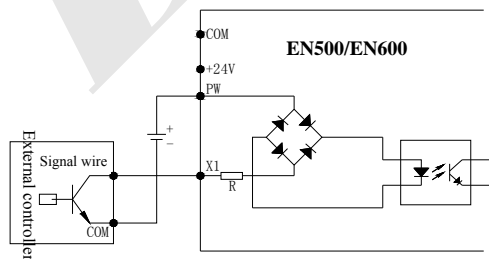 COM
EN500/EN600
+24V
PW
+
−
External controller
Signal wire
X1
R
COM